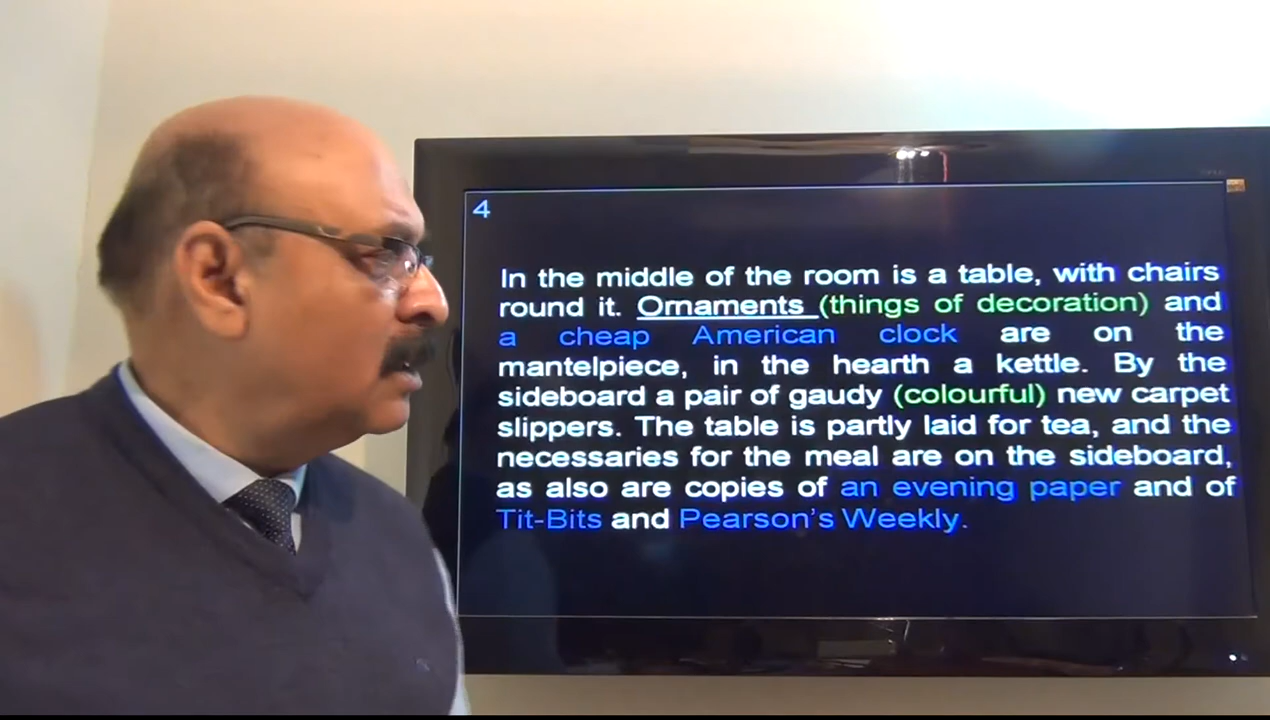 4
In the middle of the room is a table, with chairs
round it. Ornaments (things of decoration) and
a cheap American clock are on the
mantelpiece, in the hearth a kettle. By the
sideboard a pair of gaudy (colourful) new carpet
slippers. The table is partly laid for tea, and the
necessaries for the meal are on the sideboard,
as also are copies of an evening paper and of
Tit-Bits and Pearson’s Weekly.